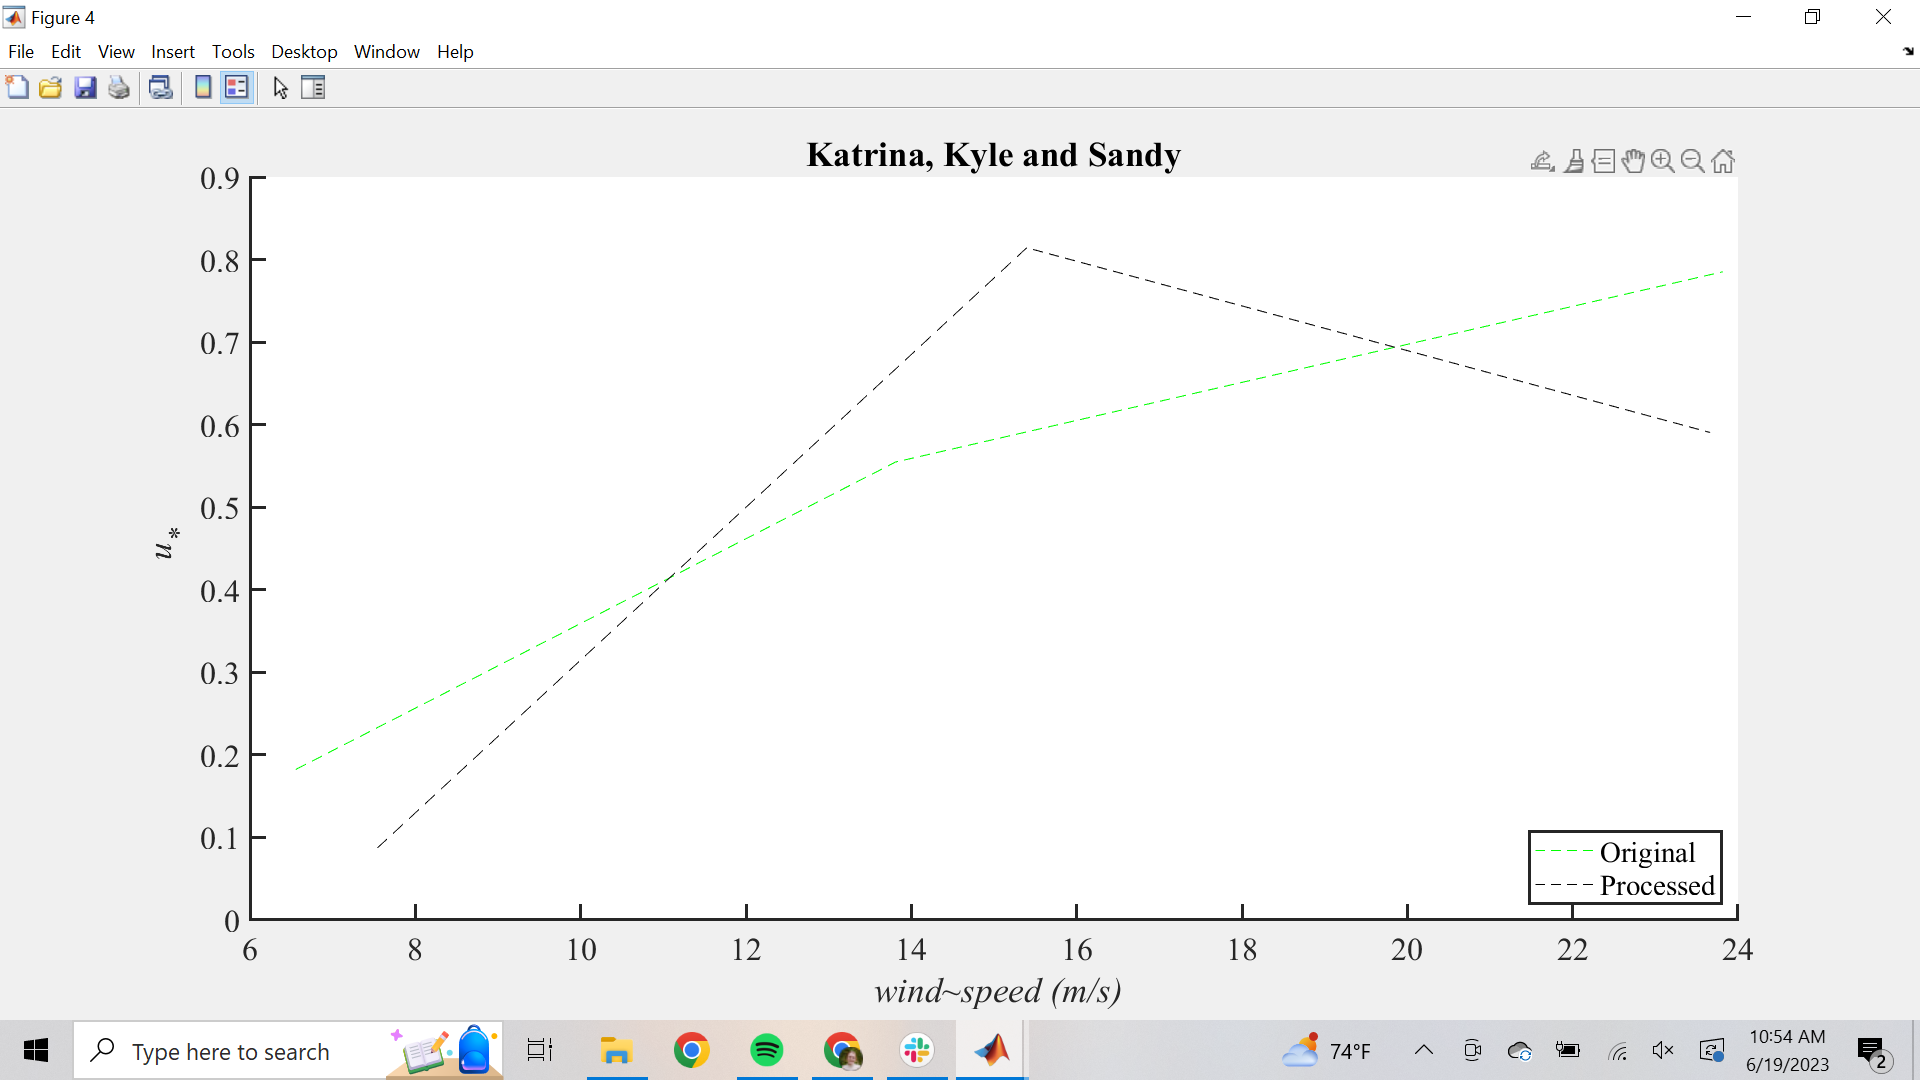 Figure 4
File Edit View Insert Tools Desktop Window Help
Katrina, Kyle and Sandy
0.9
0.8
0.7
0.6
0.5
0.4
0.3
0.2
0.1
0
u*
6 8 10 12 14 16 18 20 22 24
wind~speed (m/s)
Original
Processed
Type here to search
74°F
10:54 AM
6/19/2023
2